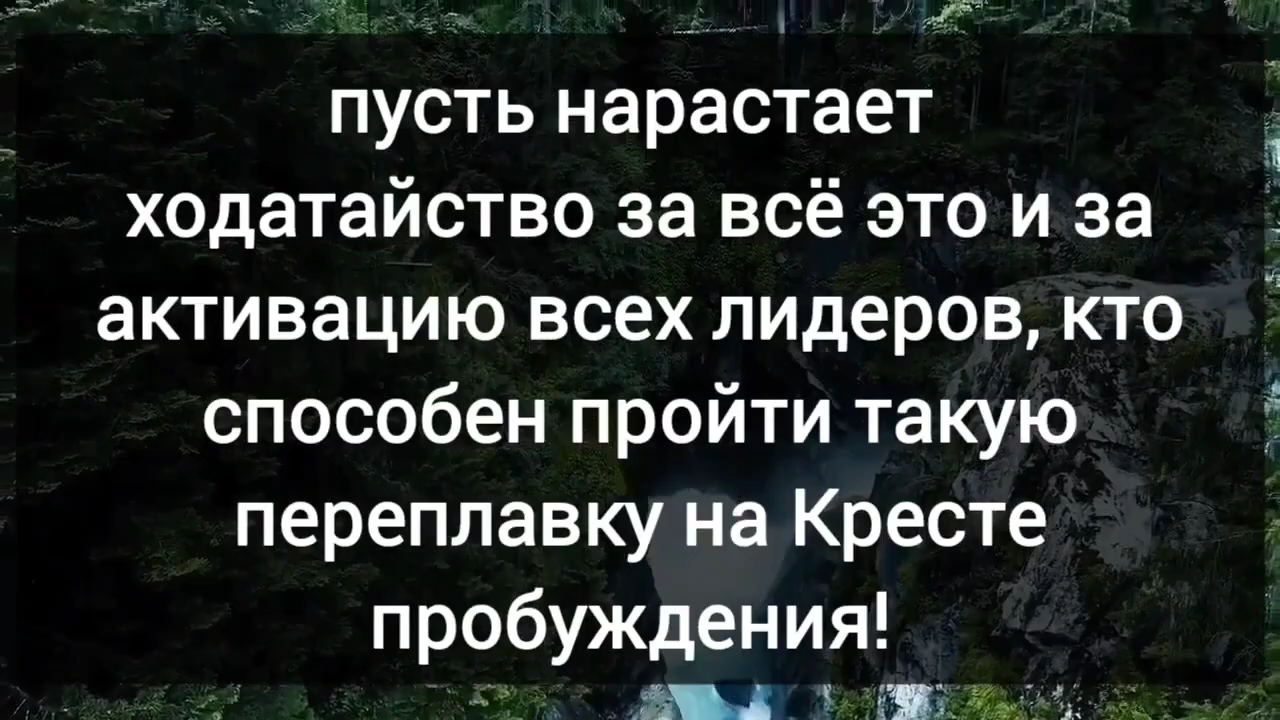 пусть нарастает
ходатайство за всё это и за
активацию всех лидеров, кто
способен пройти такую
переплавку на Кресте
пробуждения!